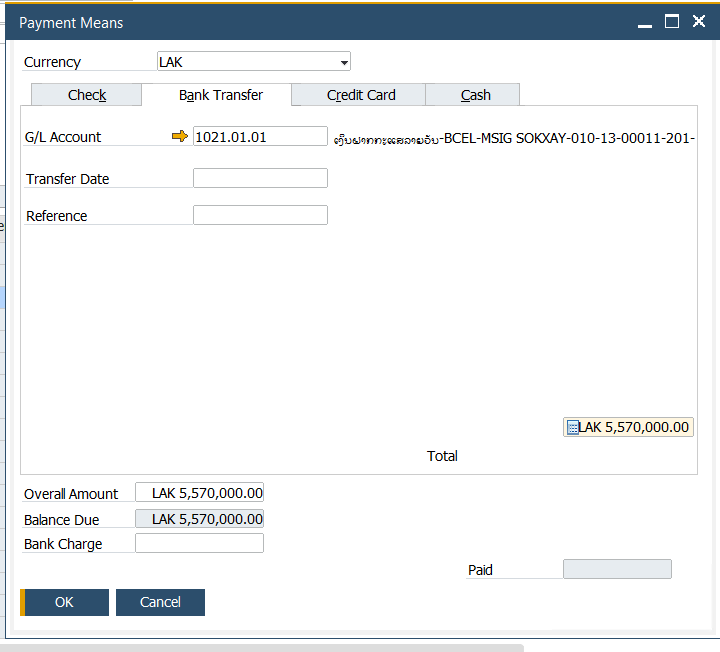 Payment Means
Currency LAK
Check Bank Transfer Credit Card Cash
G/L Account 1021.01.01 ເງິນຝາກກະແສລາຍວັນ-BCEL-MSIG SOKXAY-010-13-00011-201-
Transfer Date
Reference
LAK 5,570,000.00
Total
Overall Amount LAK 5,570,000.00
Balance Due LAK 5,570,000.00
Bank Charge
Paid
OK Cancel